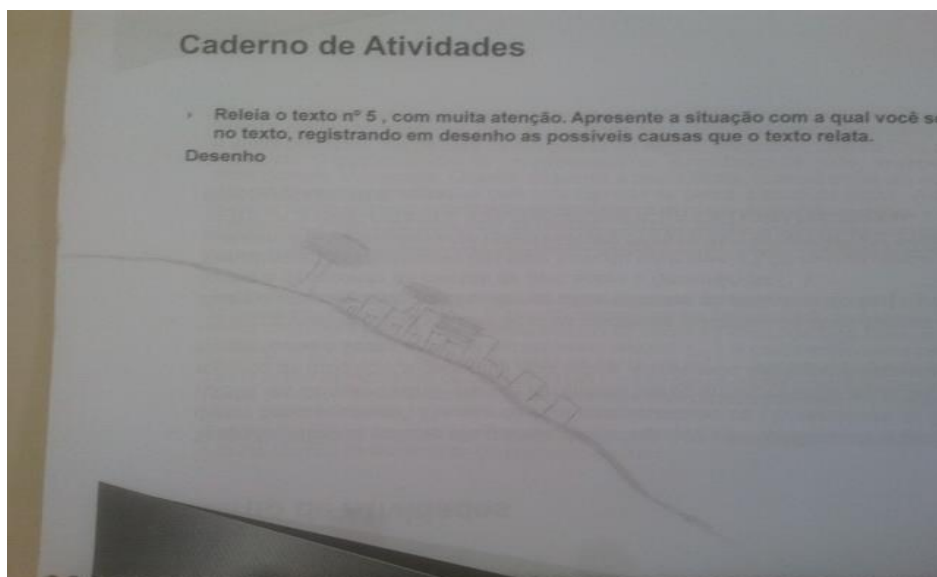 Caderno de Atividades
Releia o texto nº 5 , com muita atenção. Apresente a situação com a qual você
no texto, registrando em desenho as possíveis causas que o texto relata.
Desenho